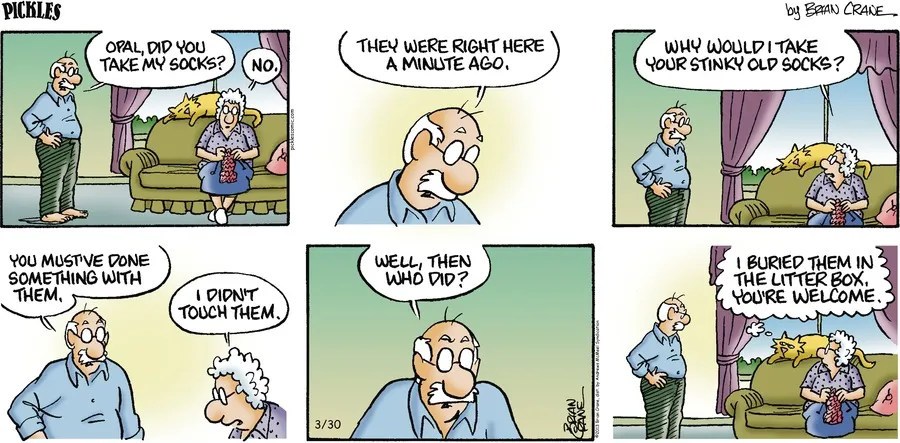 PICKLES
by BRIAN CRANE
OPAL, DID YOU
TAKE MY SOCKS?
NO.
picklescomic.com
THEY WERE RIGHT HERE
A MINUTE AGO.
WHY WOULD I TAKE
YOUR STINKY OLD SOCKS?
YOU MUST'VE DONE
SOMETHING WITH
THEM.
I DIDN'T
TOUCH THEM.
WELL, THEN
WHO DID?
3/30
BRIAN
CRANE
I BURIED THEM IN
THE LITTER BOX.
YOU'RE WELCOME.